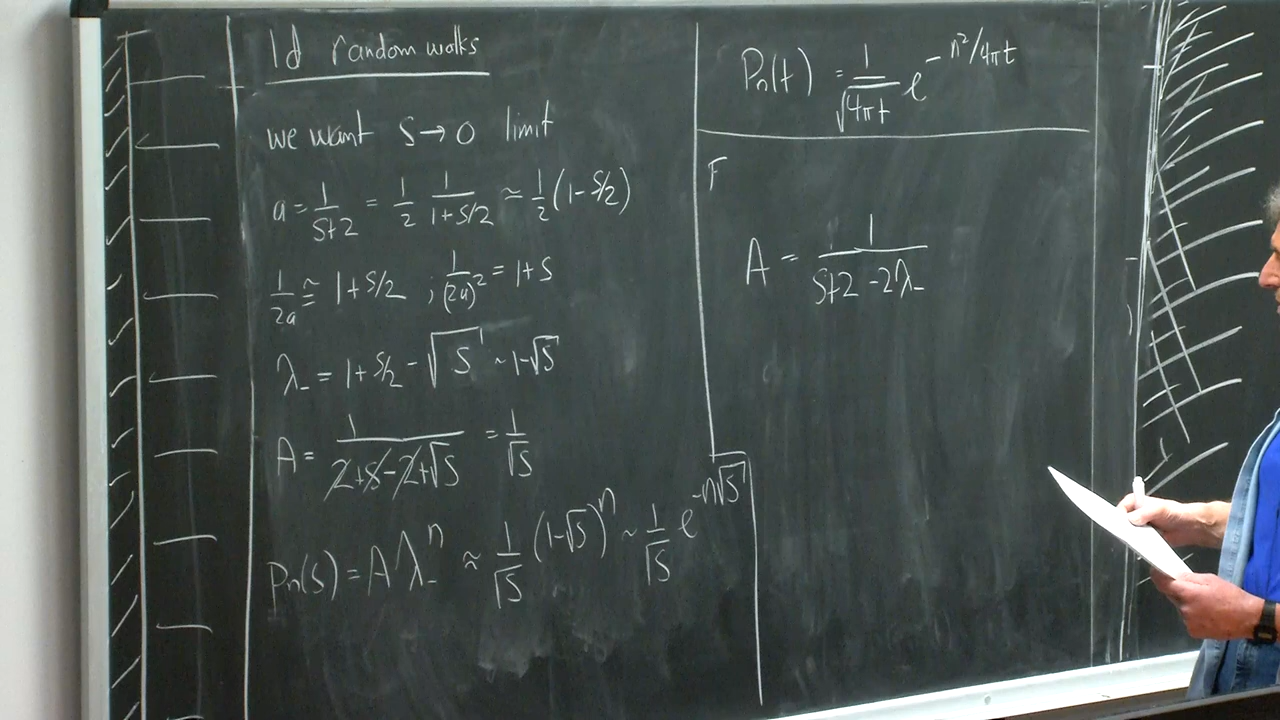 1d random walks
we want S→0 limit
a = 1/(S+2) = 1/2 1/(1+S/2) ≈ 1/2 (1-S/2)
1/2a ≈ 1+S/2 ; 1/(2a)² = 1+S
λ₋ = 1+S/2 - √S ~ 1-√S
A = 1/(2+S-2+√S) = 1/√S
Pn(s) = A λ₋ⁿ ≈ 1/√S (1-√S)ⁿ ~ 1/√S e^(-n√S)
Pn(t) = 1/√(4πt) e^(-n²/4πt)
F
A = 1/(S+2-2λ₋)